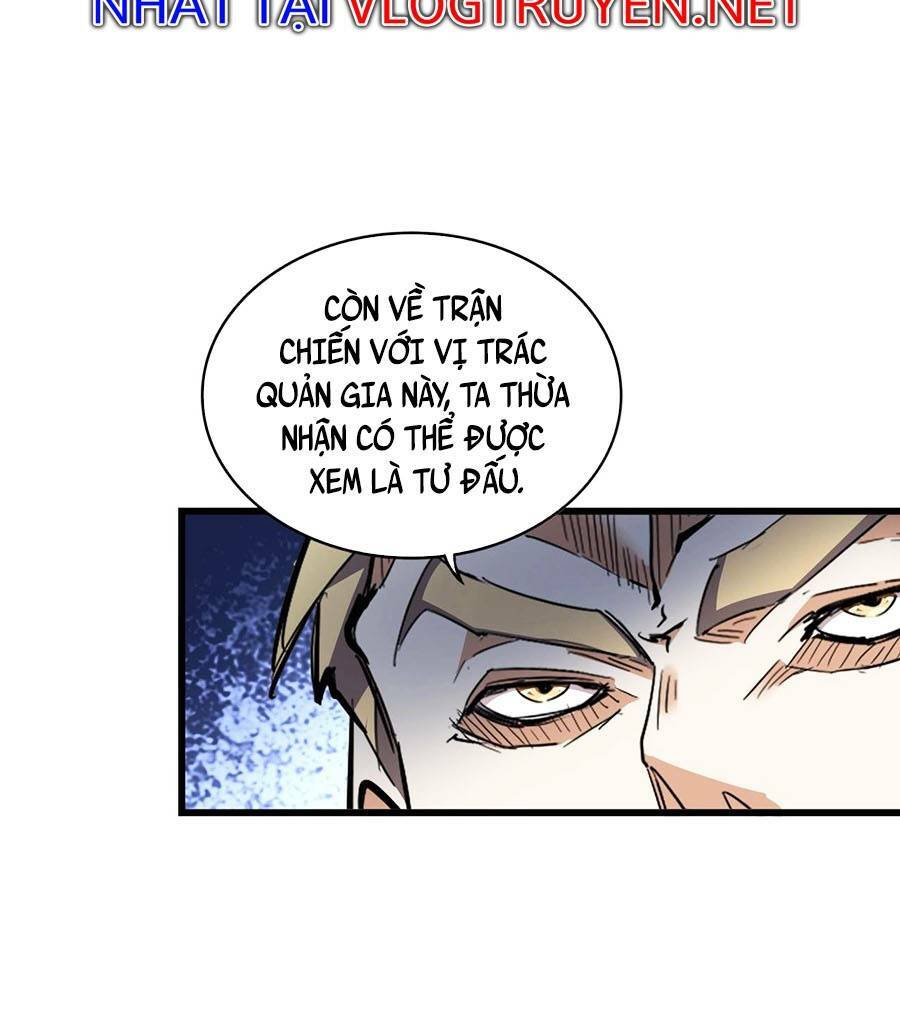 NHẤT TẠI VLOGTRUYEN.NET
CÒN VỀ TRẬN
CHIẾN VỚI VỊ TRÁC
QUẢN GIA NÀY, TA THỪA
NHẬN CÓ THỂ ĐƯỢC
XEM LÀ TƯ ĐẤU.